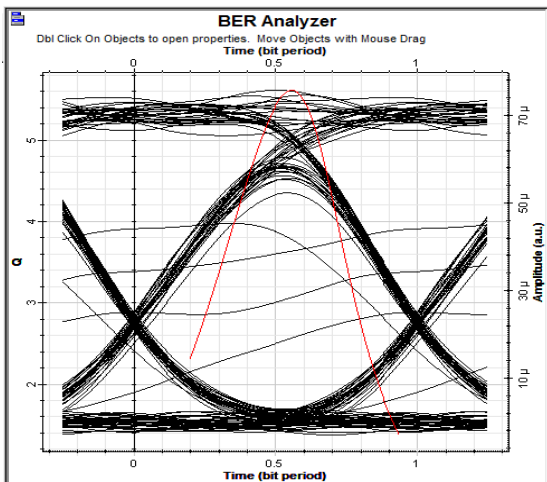 BER Analyzer
Dbl Click On Objects to open properties. Move Objects with Mouse Drag
Time (bit period)
0 0.5 1
5
4
3
2
Q
70 µ
50 µ
30 µ
10 µ
Amplitude (a.u.)
0 0.5 1
Time (bit period)